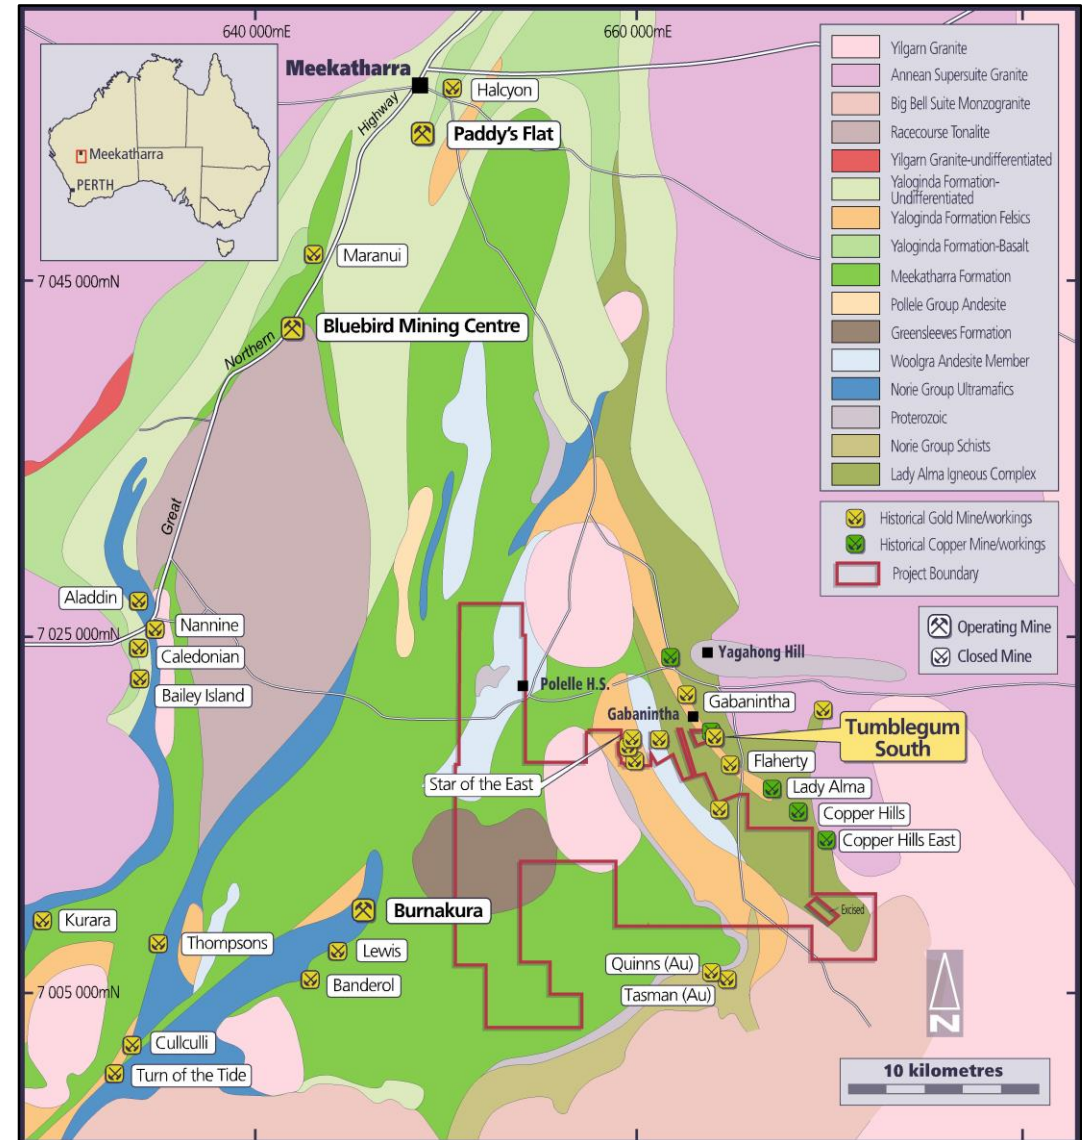 640 000mE
660 000mE
Meekatharra
PERTH
Meekatharra
Halcyon
Highway
Paddy's Flat
Maranui
7 045 000mN
Bluebird Mining Centre
Northern
Great
Aladdin
Nannine
7 025 000mN
Caledonian
Bailey Island
Yagahong Hill
Polelle H.S.
Gabanintha
Gabanintha
Tumblegum
South
Star of the East
Flaherty
Lady Alma
Copper Hills
Copper Hills East
Excised
Burnakura
Kurara
Thompsons
Lewis
Banderol
Quinns (Au)
Tasman (Au)
7 005 000mN
Cullculli
Turn of the Tide
Yilgarn Granite
Annean Supersuite Granite
Big Bell Suite Monzogranite
Racecourse Tonalite
Yilgarn Granite-undifferentiated
Yaloginda Formation-
Undifferentiated
Yaloginda Formation Felsics
Yaloginda Formation-Basalt
Meekatharra Formation
Pollele Group Andesite
Greensleeves Formation
Woolgra Andesite Member
Norie Group Ultramafics
Proterozoic
Norie Group Schists
Lady Alma Igneous Complex
Historical Gold Mine/workings
Historical Copper Mine/workings
Project Boundary
Operating Mine
Closed Mine
N
10 kilometres